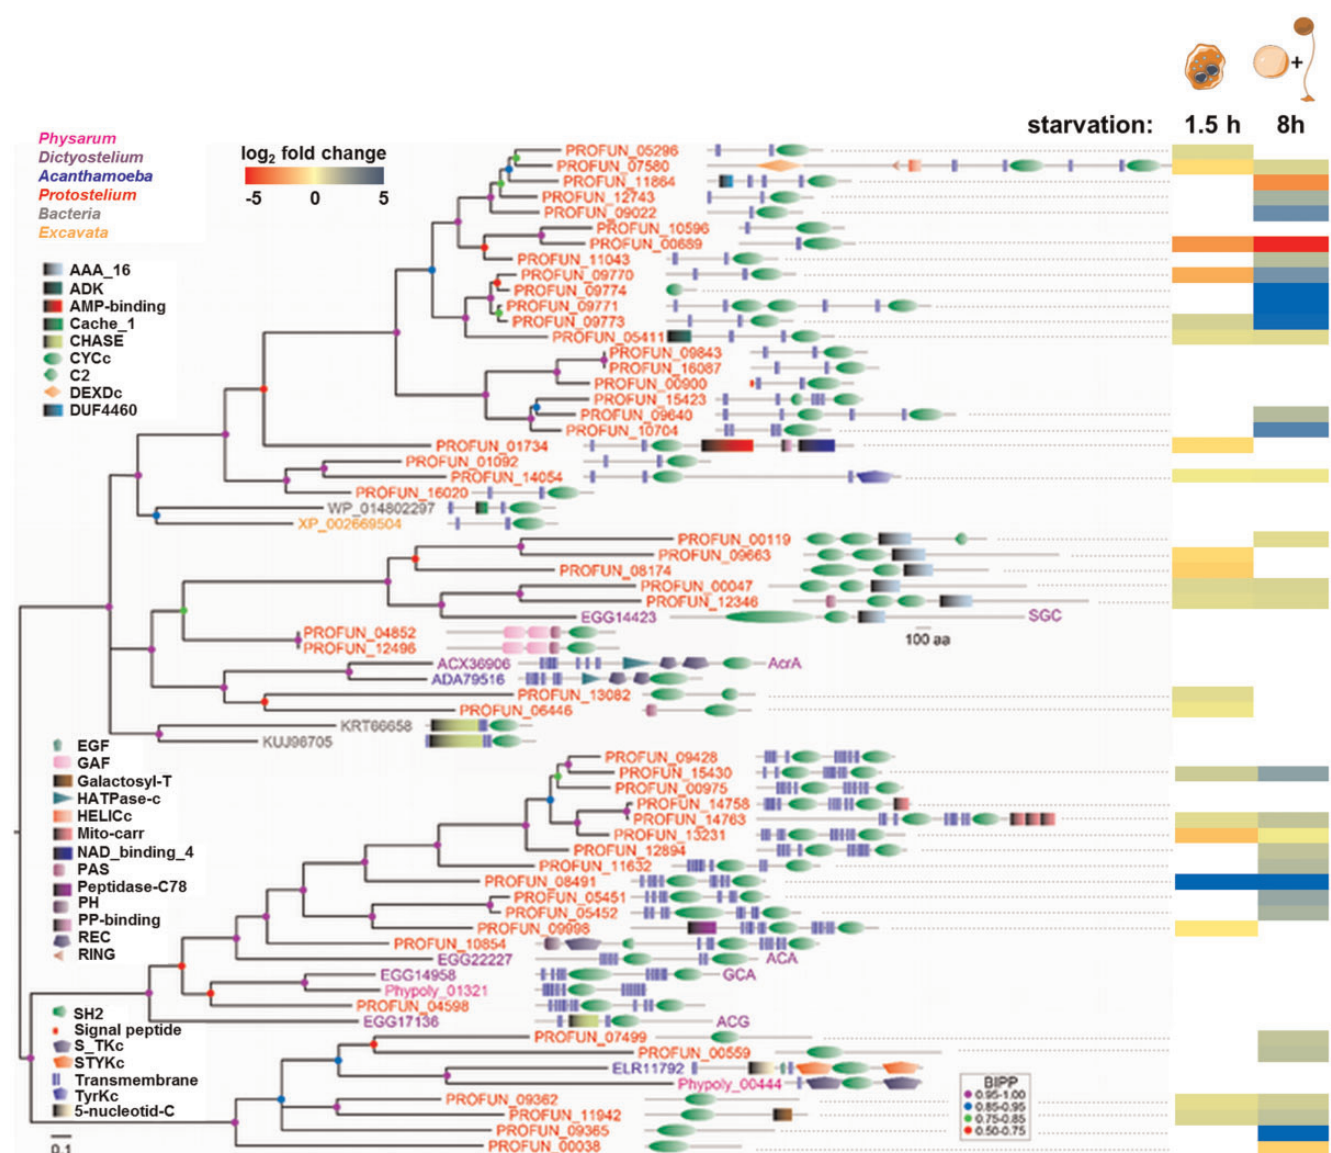 starvation: 1.5 h 8h
Physarum
Dictyostelium
Acanthamoeba
Protostelium
Bacteria
Excavata
log2 fold change
-5 0 5
AAA_16
ADK
AMP-binding
Cache_1
CHASE
CYCc
C2
DEXDc
DUF4460
PROFUN_05296
PROFUN_07580
PROFUN_11864
PROFUN_12743
PROFUN_09022
PROFUN_10596
PROFUN_00689
PROFUN_11043
PROFUN_09770
PROFUN_09774
PROFUN_09771
PROFUN_09773
PROFUN_05411
PROFUN_09843
PROFUN_16087
PROFUN_00900
PROFUN_15423
PROFUN_09640
PROFUN_10704
PROFUN_01734
PROFUN_01092
PROFUN_14054
PROFUN_16020
WP_014802297
XP_002669504
PROFUN_00119
PROFUN_09663
PROFUN_08174
PROFUN_00047
PROFUN_12346
EGG14423 SGC
100 aa
PROFUN_04852
PROFUN_12496
ACX36906 AcrA
ADA79516
PROFUN_13082
PROFUN_06446
KRT66658
KUJ98705
EGF
GAF
Galactosyl-T
HATPase-c
HELICc
Mito-carr
NAD_binding_4
PAS
Peptidase-C78
PH
PP-binding
REC
RING
PROFUN_09428
PROFUN_15430
PROFUN_00975
PROFUN_14758
PROFUN_14763
PROFUN_13231
PROFUN_12894
PROFUN_11632
PROFUN_08491
PROFUN_05451
PROFUN_05452
PROFUN_09998
PROFUN_10854
EGG22227 ACA
EGG14958 GCA
Phypoly_01321
PROFUN_04598
EGG17136 ACG
SH2
Signal peptide
S_TKc
STYKc
Transmembrane
TyrKc
5-nucleotid-C
PROFUN_07499
PROFUN_00559
ELR11792
Phypoly_00444
PROFUN_09362
PROFUN_11942
PROFUN_09365
PROFUN_00038
BIPP
0.95-1.00
0.85-0.95
0.75-0.85
0.50-0.75
0.1